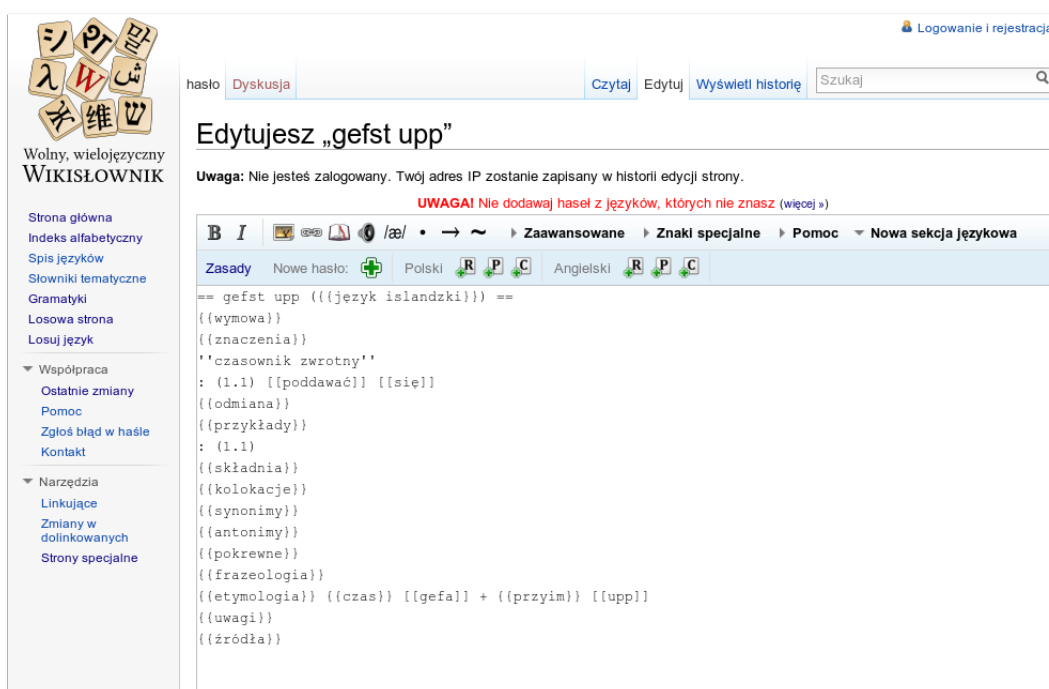 Logowanie i rejestracja
hasło Dyskusja Czytaj Edytuj Wyświetl historię Szukaj
Wolny, wielojęzyczny
WIKISŁOWNIK
Strona główna
Indeks alfabetyczny
Spis języków
Słowniki tematyczne
Gramatyki
Losowa strona
Losuj język
Współpraca
Ostatnie zmiany
Pomoc
Zgłoś błąd w haśle
Kontakt
Narzędzia
Linkujące
Zmiany w
dolinkowanych
Strony specjalne
Edytujesz „gefst upp”
Uwaga: Nie jesteś zalogowany. Twój adres IP zostanie zapisany w historii edycji strony.
UWAGA! Nie dodawaj haseł z języków, których nie znasz (więcej »)
B I /æ/ • → ~ Zaawansowane Znaki specjalne Pomoc Nowa sekcja językowa
Zasady Nowe hasło: Polski R P C Angielski R P C
== gefst upp ({{język islandzki}}) ==
{{wymowa}}
{{znaczenia}}
''czasownik zwrotny''
: (1.1) [[poddawać]] [[się]]
{{odmiana}}
{{przykłady}}
: (1.1)
{{składnia}}
{{kolokacje}}
{{synonimy}}
{{antonimy}}
{{pokrewne}}
{{frazeologia}}
{{etymologia}} {{czas}} [[gefa]] + {{przyim}} [[upp]]
{{uwagi}}
{{źródła}}